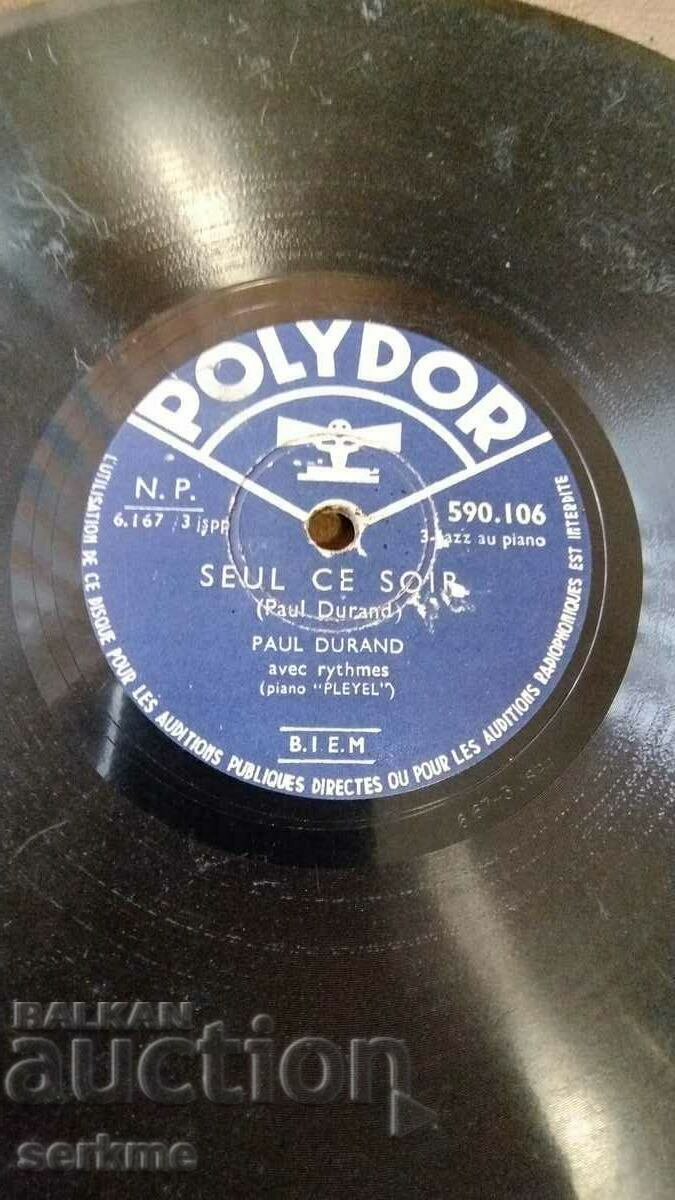 POLYDOR
N. P.
590.106
6.167 3
3-Jazz au piano
SEUL CE SOIR
(Paul Durand)
PAUL DURAND
avec rythmes
(piano "PLEYEL")
B.I.E.M
L'UTILISATION DE CE DISQUE POUR LES AUDITIONS PUBLIQUES DIRECTES OU POUR LES AUDITIONS RADIOPHONIQUES EST INTERDITE
BALKAN
auction
serkme